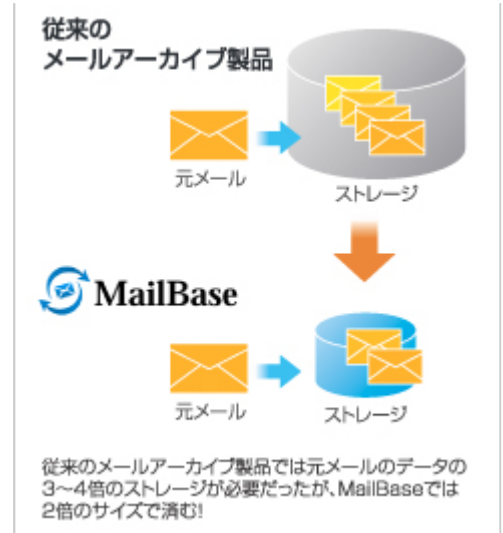 従来の
メールアーカイブ製品
元メール
ストレージ
MailBase
元メール
ストレージ
従来のメールアーカイブ製品では元メールのデータの
3〜4倍のストレージが必要だったが、MailBaseでは
2倍のサイズで済む!